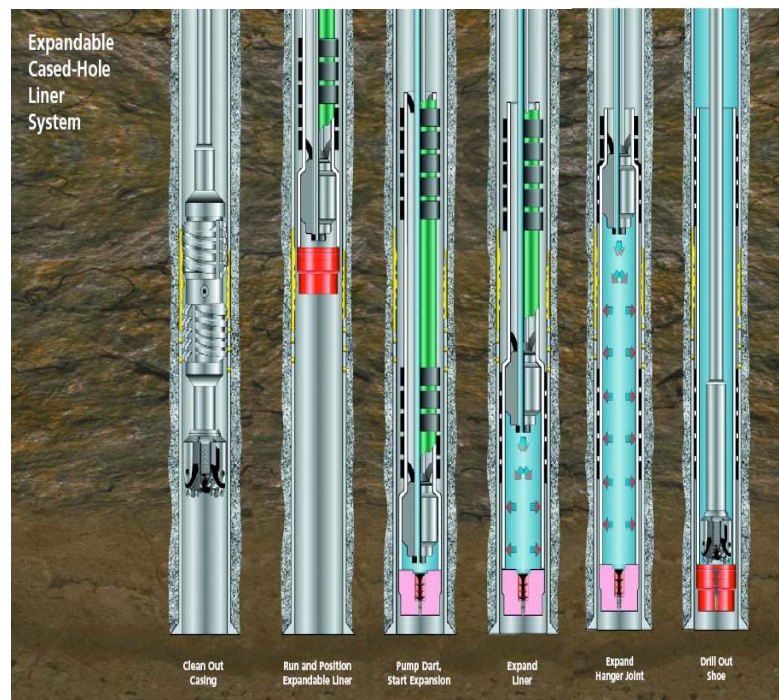 Expandable
Cased-Hole
Liner
System
Clean Out
Casing
Run and Position
Expandable Liner
Pump Dart,
Start Expansion
Expand
Liner
Expand
Hanger Joint
Drill Out
Shoe